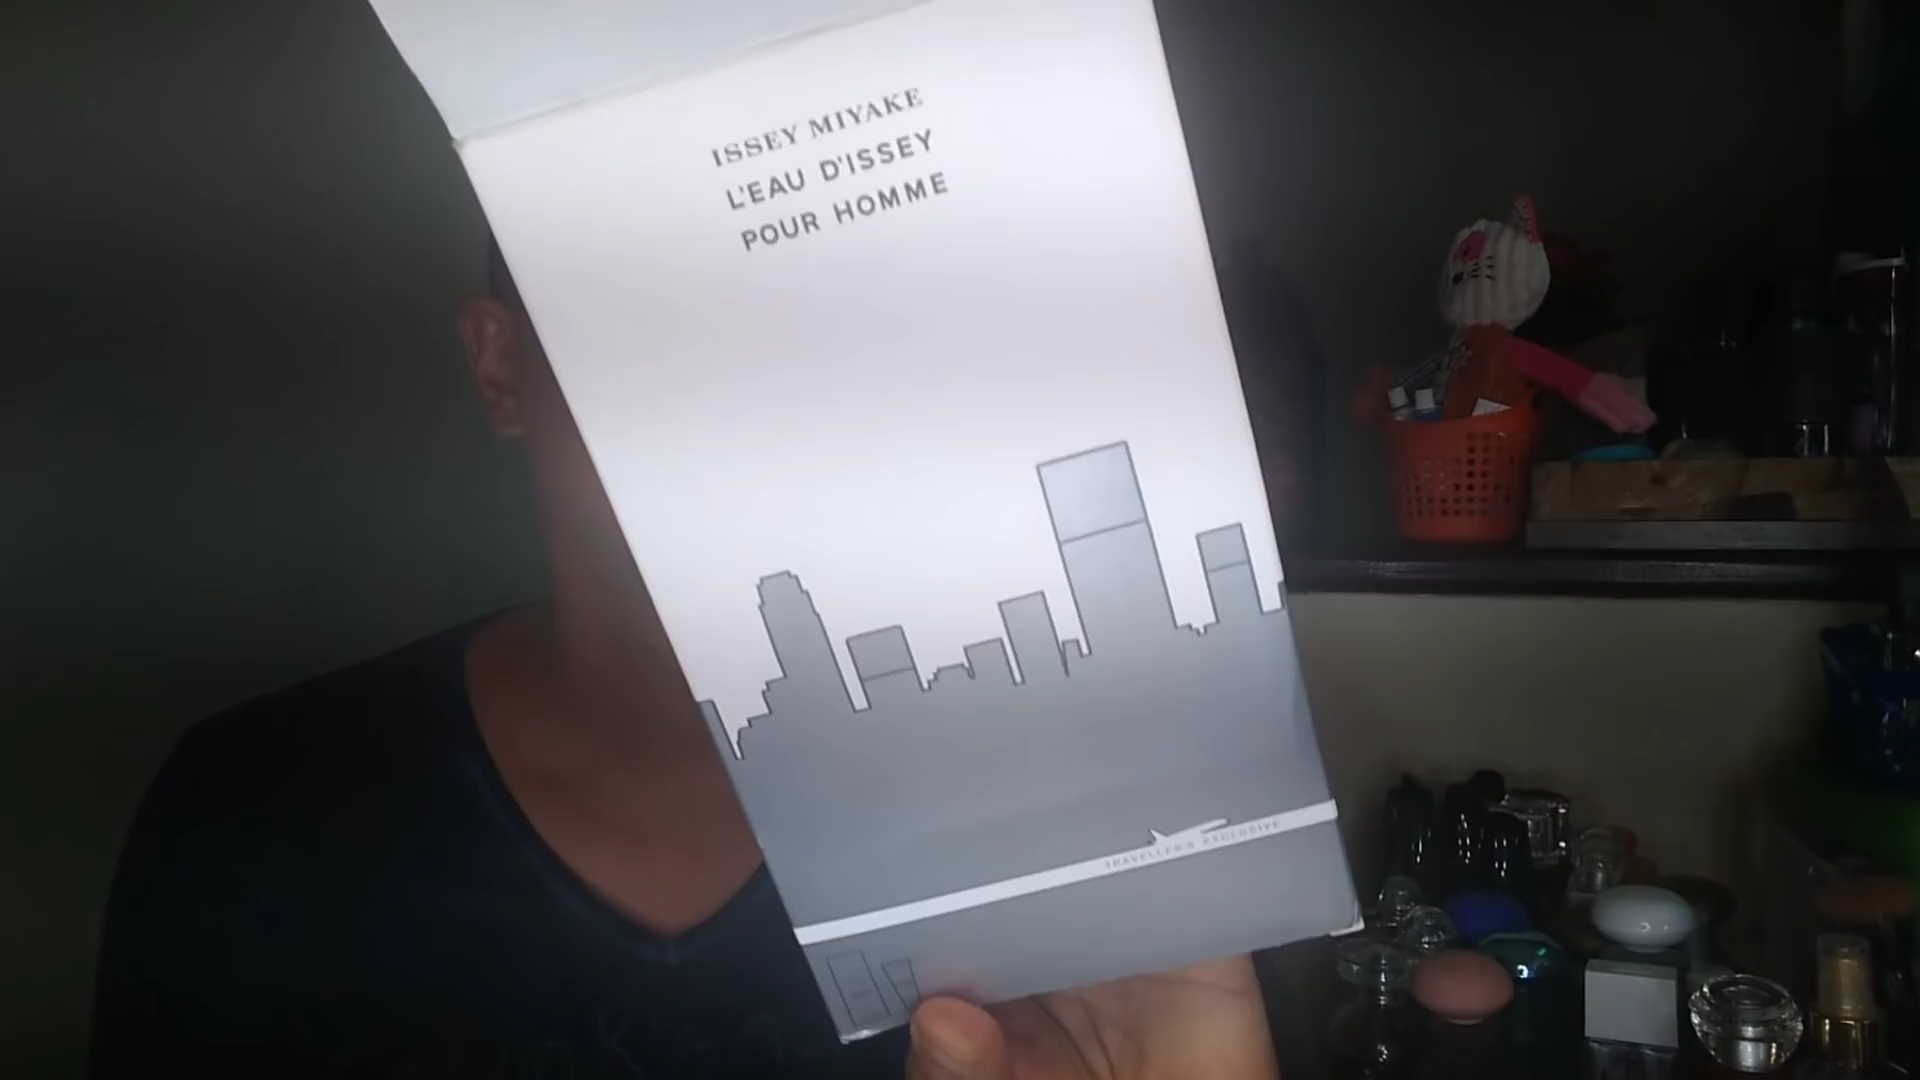 ISSEY MIYAKE
L'EAU D'ISSEY
POUR HOMME
TRAVELLER'S EXCLUSIVE